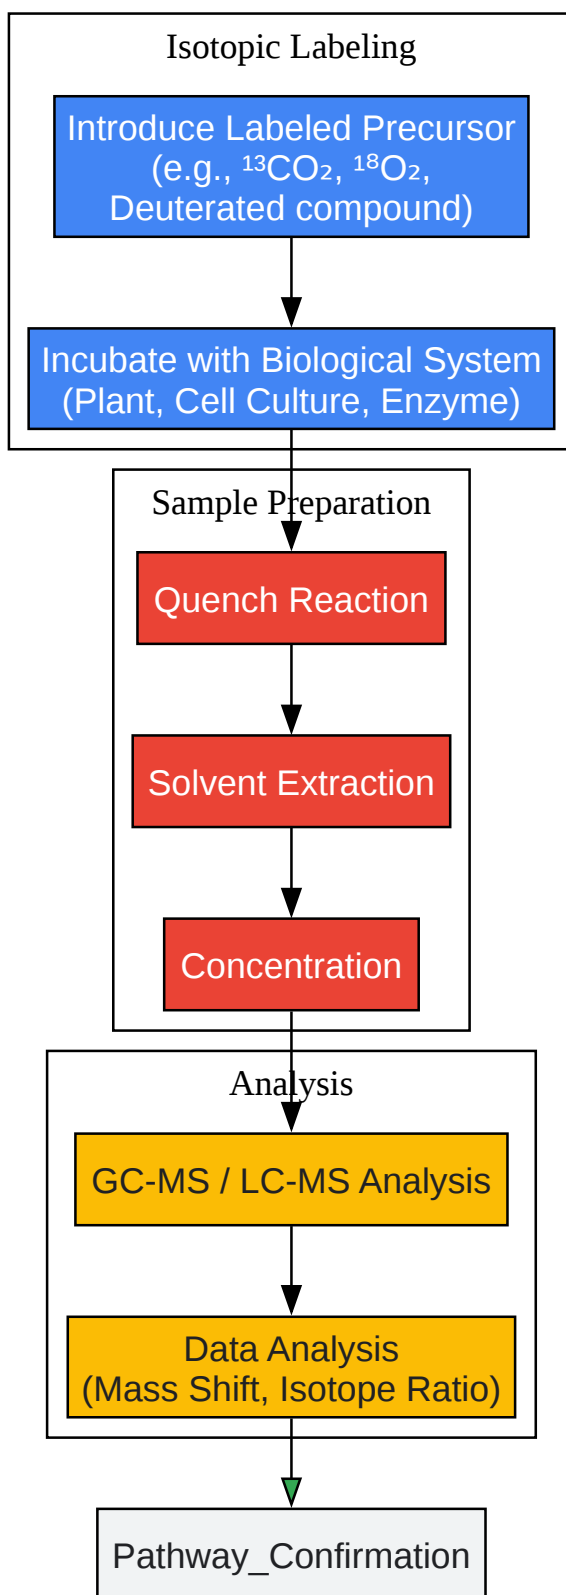 Isotopic Labeling
Introduce Labeled Precursor
(e.g., ¹³CO₂, ¹⁸O₂,
Deuterated compound)
Incubate with Biological System
(Plant, Cell Culture, Enzyme)
Sample Preparation
Quench Reaction
Solvent Extraction
Concentration
Analysis
GC-MS / LC-MS Analysis
Data Analysis
(Mass Shift, Isotope Ratio)
Pathway_Confirmation